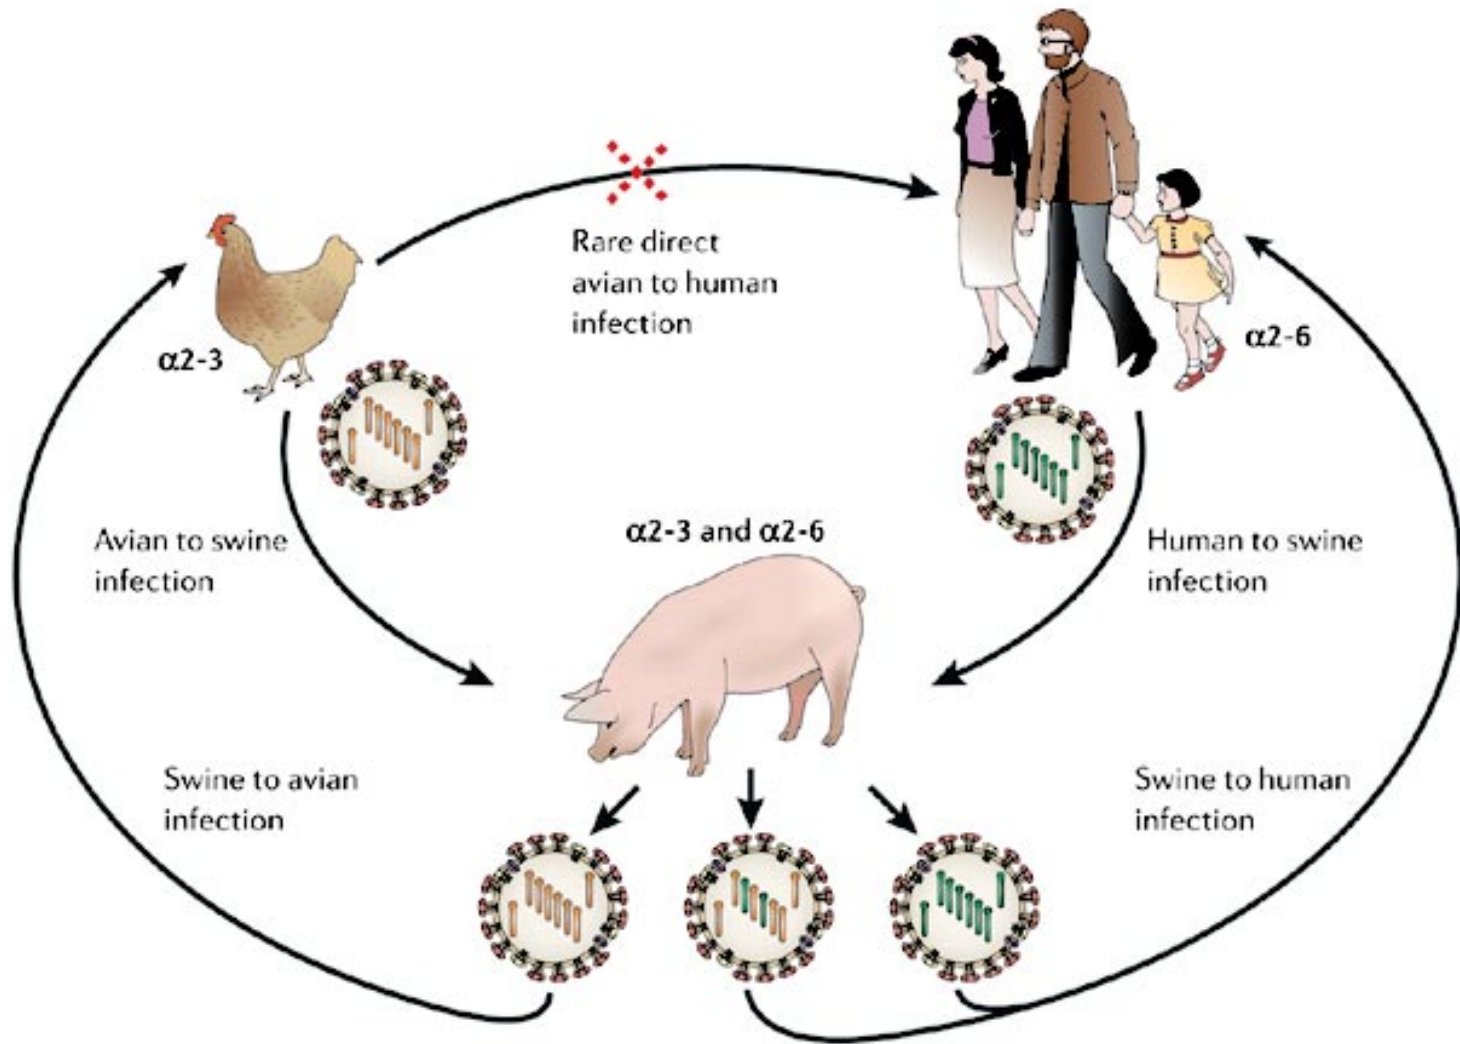 Rare direct
avian to human
infection
α2-3
α2-6
Avian to swine
infection
α2-3 and α2-6
Human to swine
infection
Swine to avian
infection
Swine to human
infection